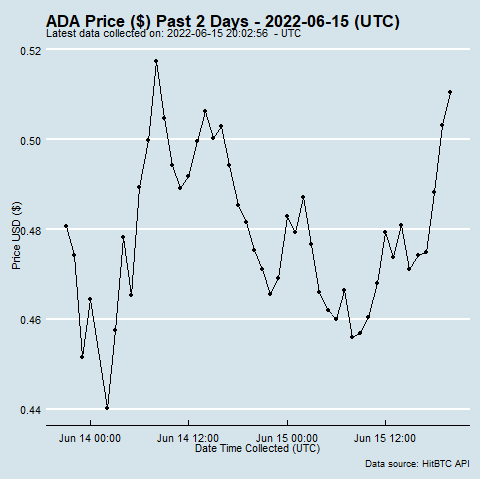 ADA Price ($) Past 2 Days - 2022-06-15 (UTC)
Latest data collected on: 2022-06-15 20:02:56 - UTC
0.52
0.50
0.48
0.46
0.44
Price USD ($)
Jun 14 00:00
Jun 14 12:00
Jun 15 00:00
Jun 15 12:00
Date Time Collected (UTC)
Data source: HitBTC API